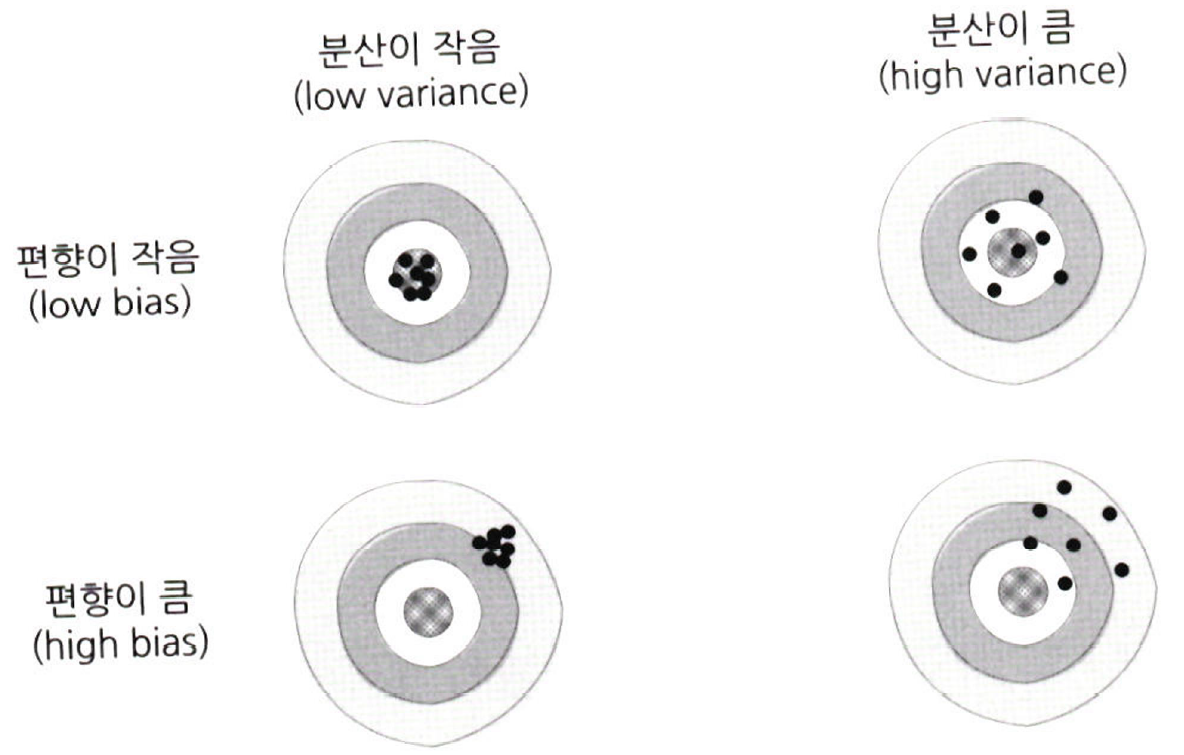 분산이 작음
(low variance)
분산이 큼
(high variance)
편향이 작음
(low bias)
편향이 큼
(high bias)